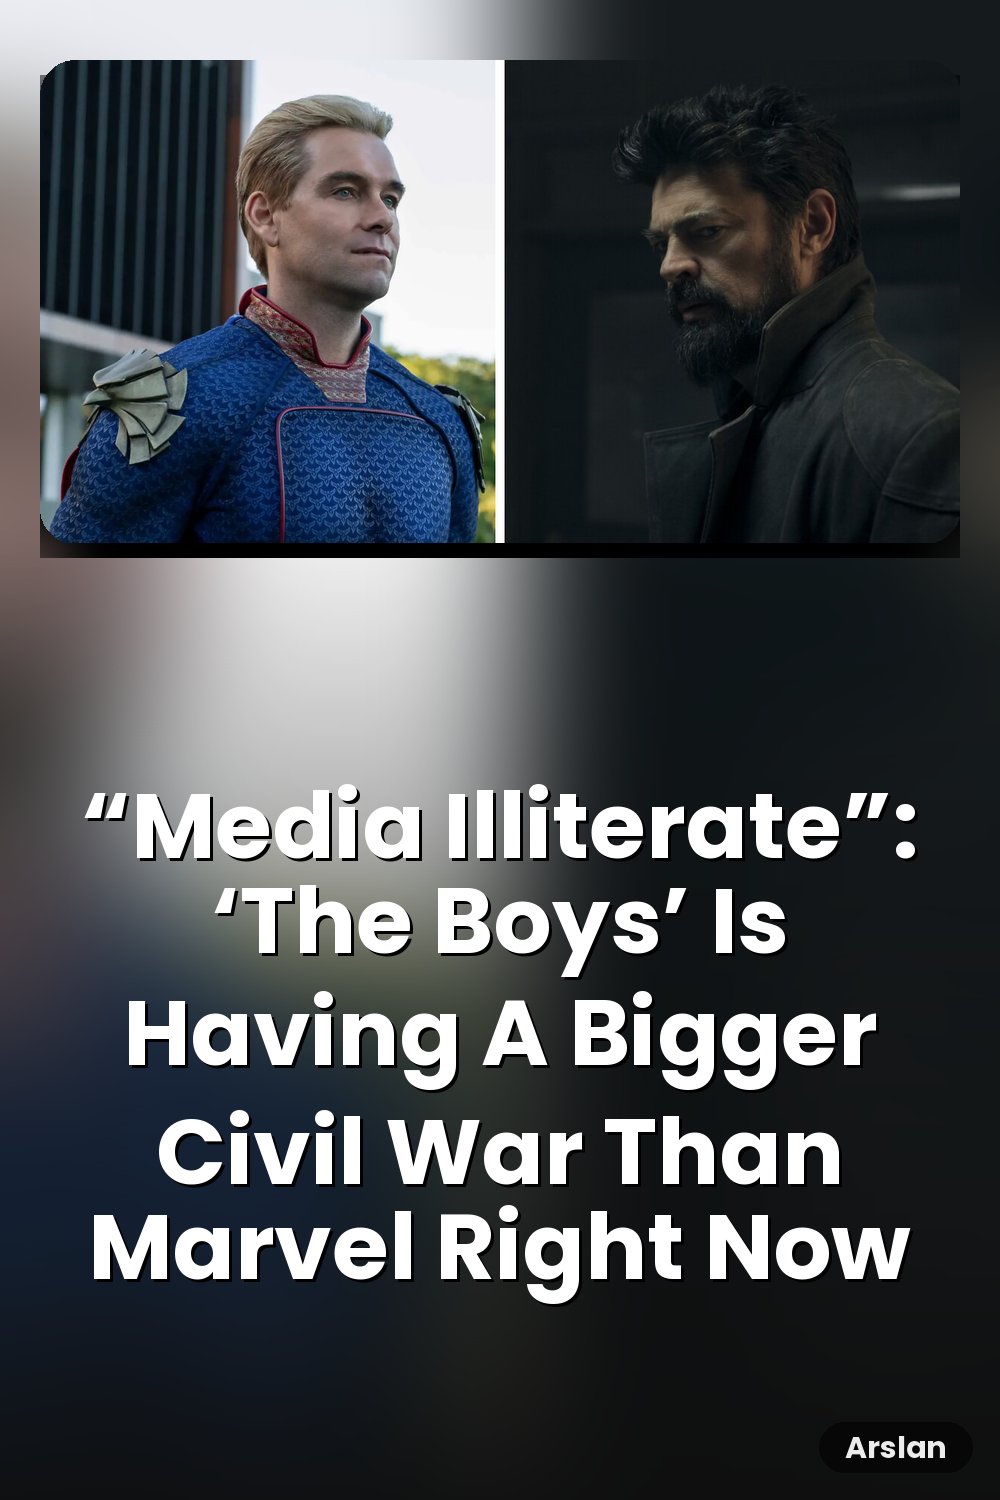 “Media Illiterate”:
‘The Boys’ Is
Having A Bigger
Civil War Than
Marvel Right Now
Arslan